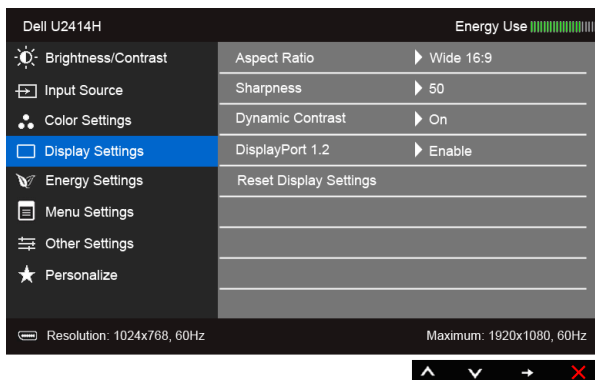 Dell U2414H Energy Use
Brightness/Contrast Aspect Ratio Wide 16:9
Input Source Sharpness 50
Color Settings Dynamic Contrast On
Display Settings DisplayPort 1.2 Enable
Energy Settings Reset Display Settings
Menu Settings
Other Settings
Personalize
Resolution: 1024x768, 60Hz Maximum: 1920x1080, 60Hz